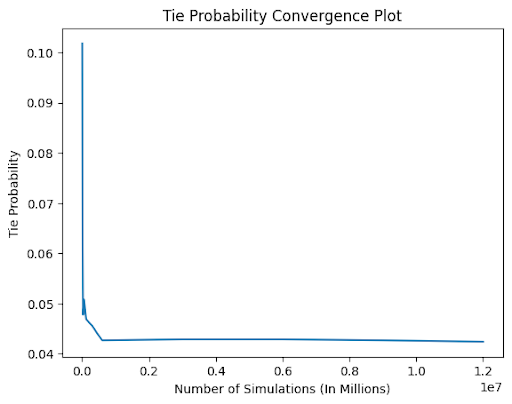 Tie Probability Convergence Plot
0.10
0.09
0.08
0.07
0.06
0.05
0.04
Tie Probability
0.0 0.2 0.4 0.6 0.8 1.0 1.2
1e7
Number of Simulations (In Millions)